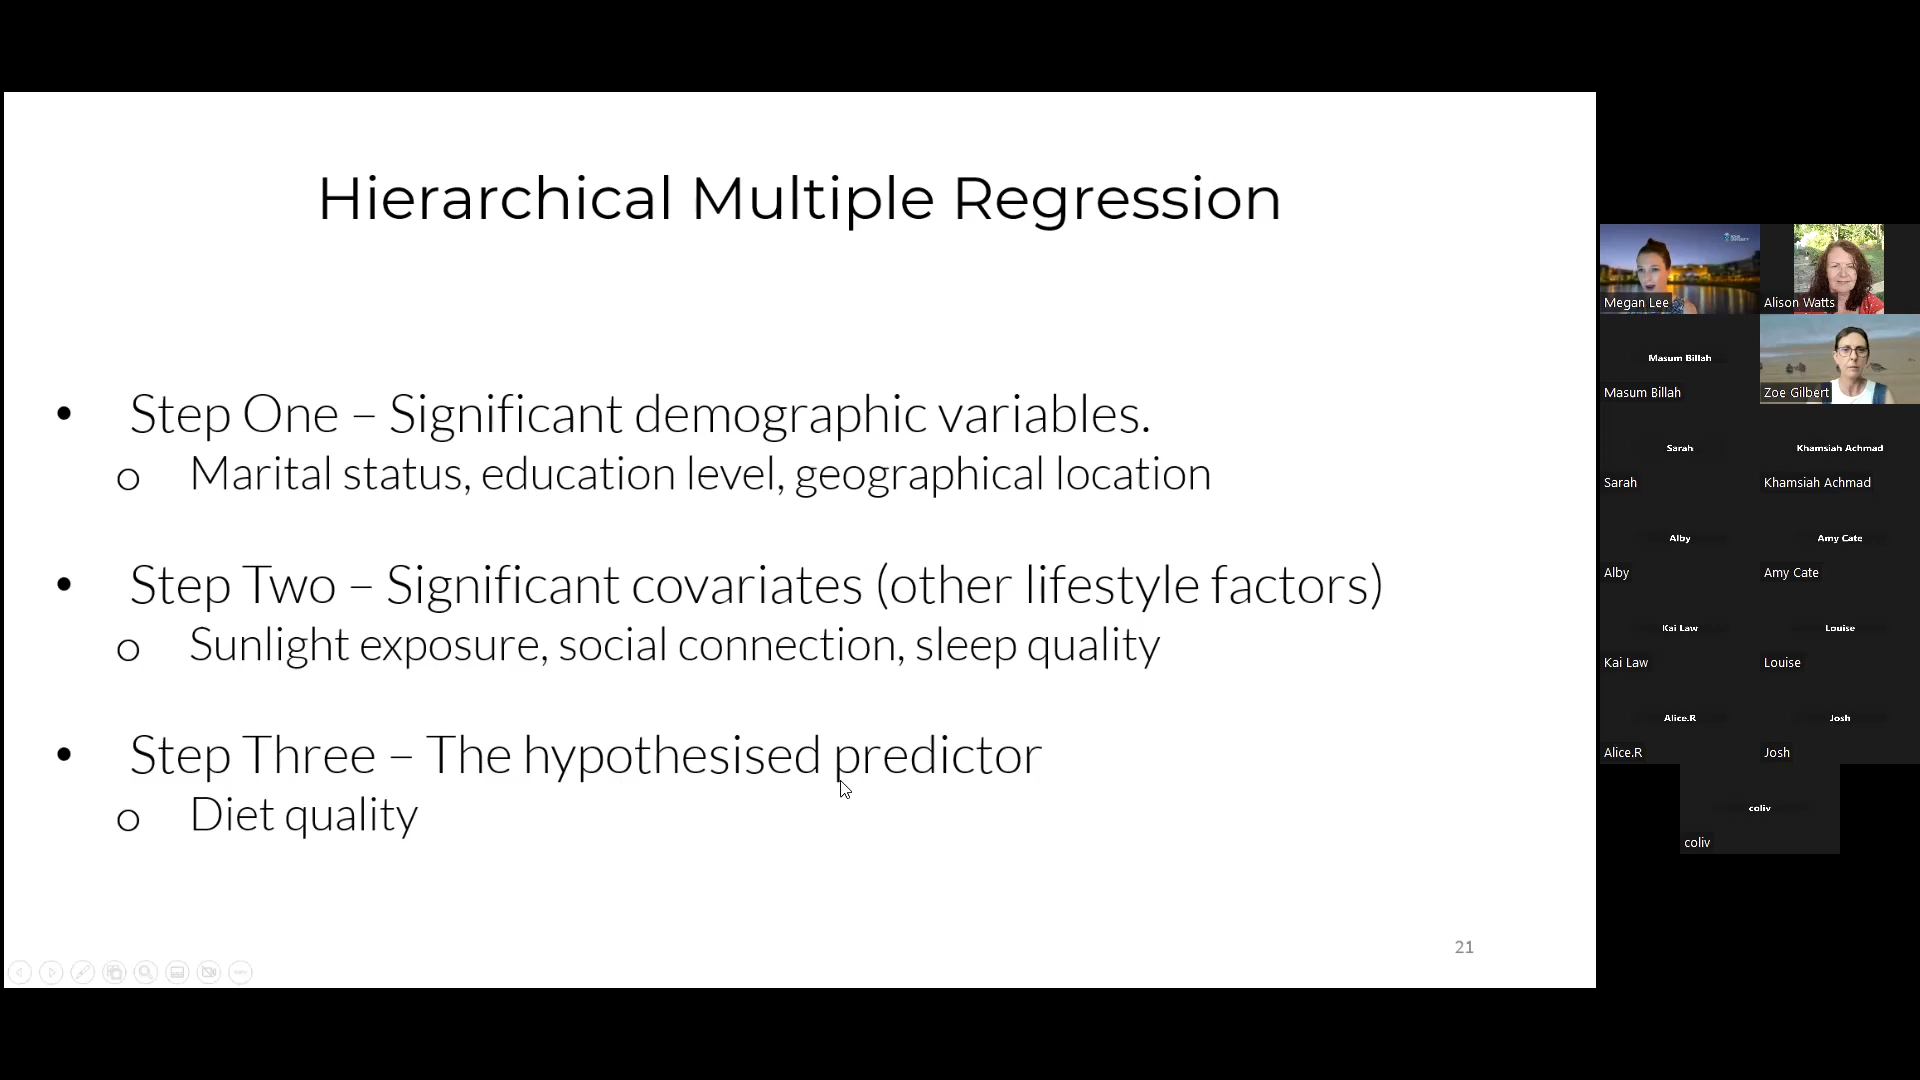 Hierarchical Multiple Regression
• Step One – Significant demographic variables.
o Marital status, education level, geographical location
• Step Two – Significant covariates (other lifestyle factors)
o Sunlight exposure, social connection, sleep quality
• Step Three – The hypothesised predictor
o Diet quality
21
Megan Lee
Alison Watts
Masum Billah
Masum Billah
Zoe Gilbert
Sarah
Khamsiah Achmad
Sarah
Khamsiah Achmad
Alby
Amy Cate
Alby
Amy Cate
Kai Law
Louise
Kai Law
Louise
Alice.R
Josh
Alice.R
Josh
coliv
coliv